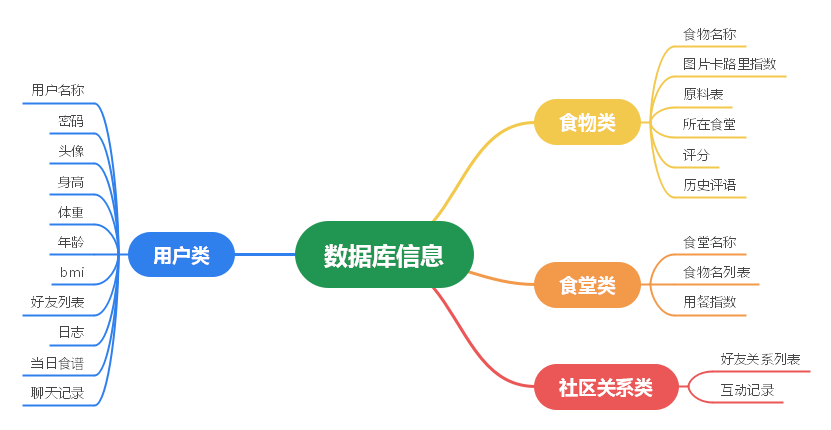 数据库信息
用户类
用户名称
密码
头像
身高
体重
年龄
bmi
好友列表
日志
当日食谱
聊天记录
食物类
食物名称
图片卡路里指数
原料表
所在食堂
评分
历史评语
食堂类
食堂名称
食物名列表
用餐指数
社区关系类
好友关系列表
互动记录